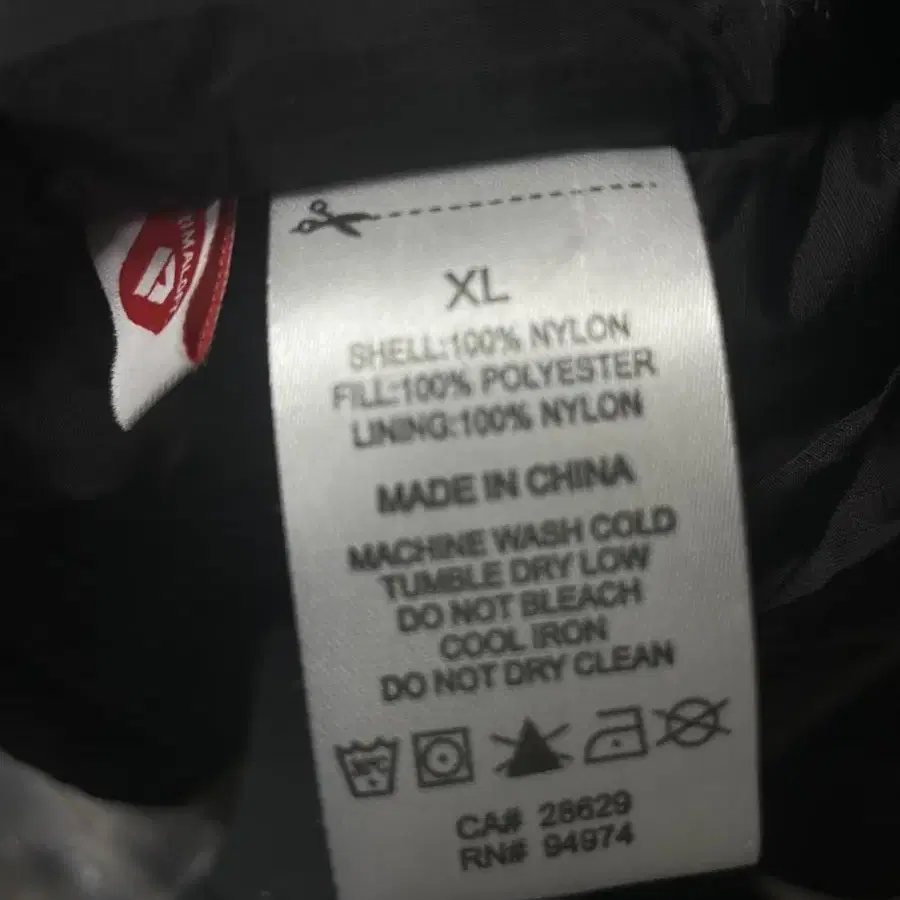 XL
SHELL:100% NYLON
FILL:100% POLYESTER
LINING:100% NYLON
MADE IN CHINA
MACHINE WASH COLD
TUMBLE DRY LOW
DO NOT BLEACH
COOL IRON
DO NOT DRY CLEAN
30°C
CA# 28629
RN# 94974